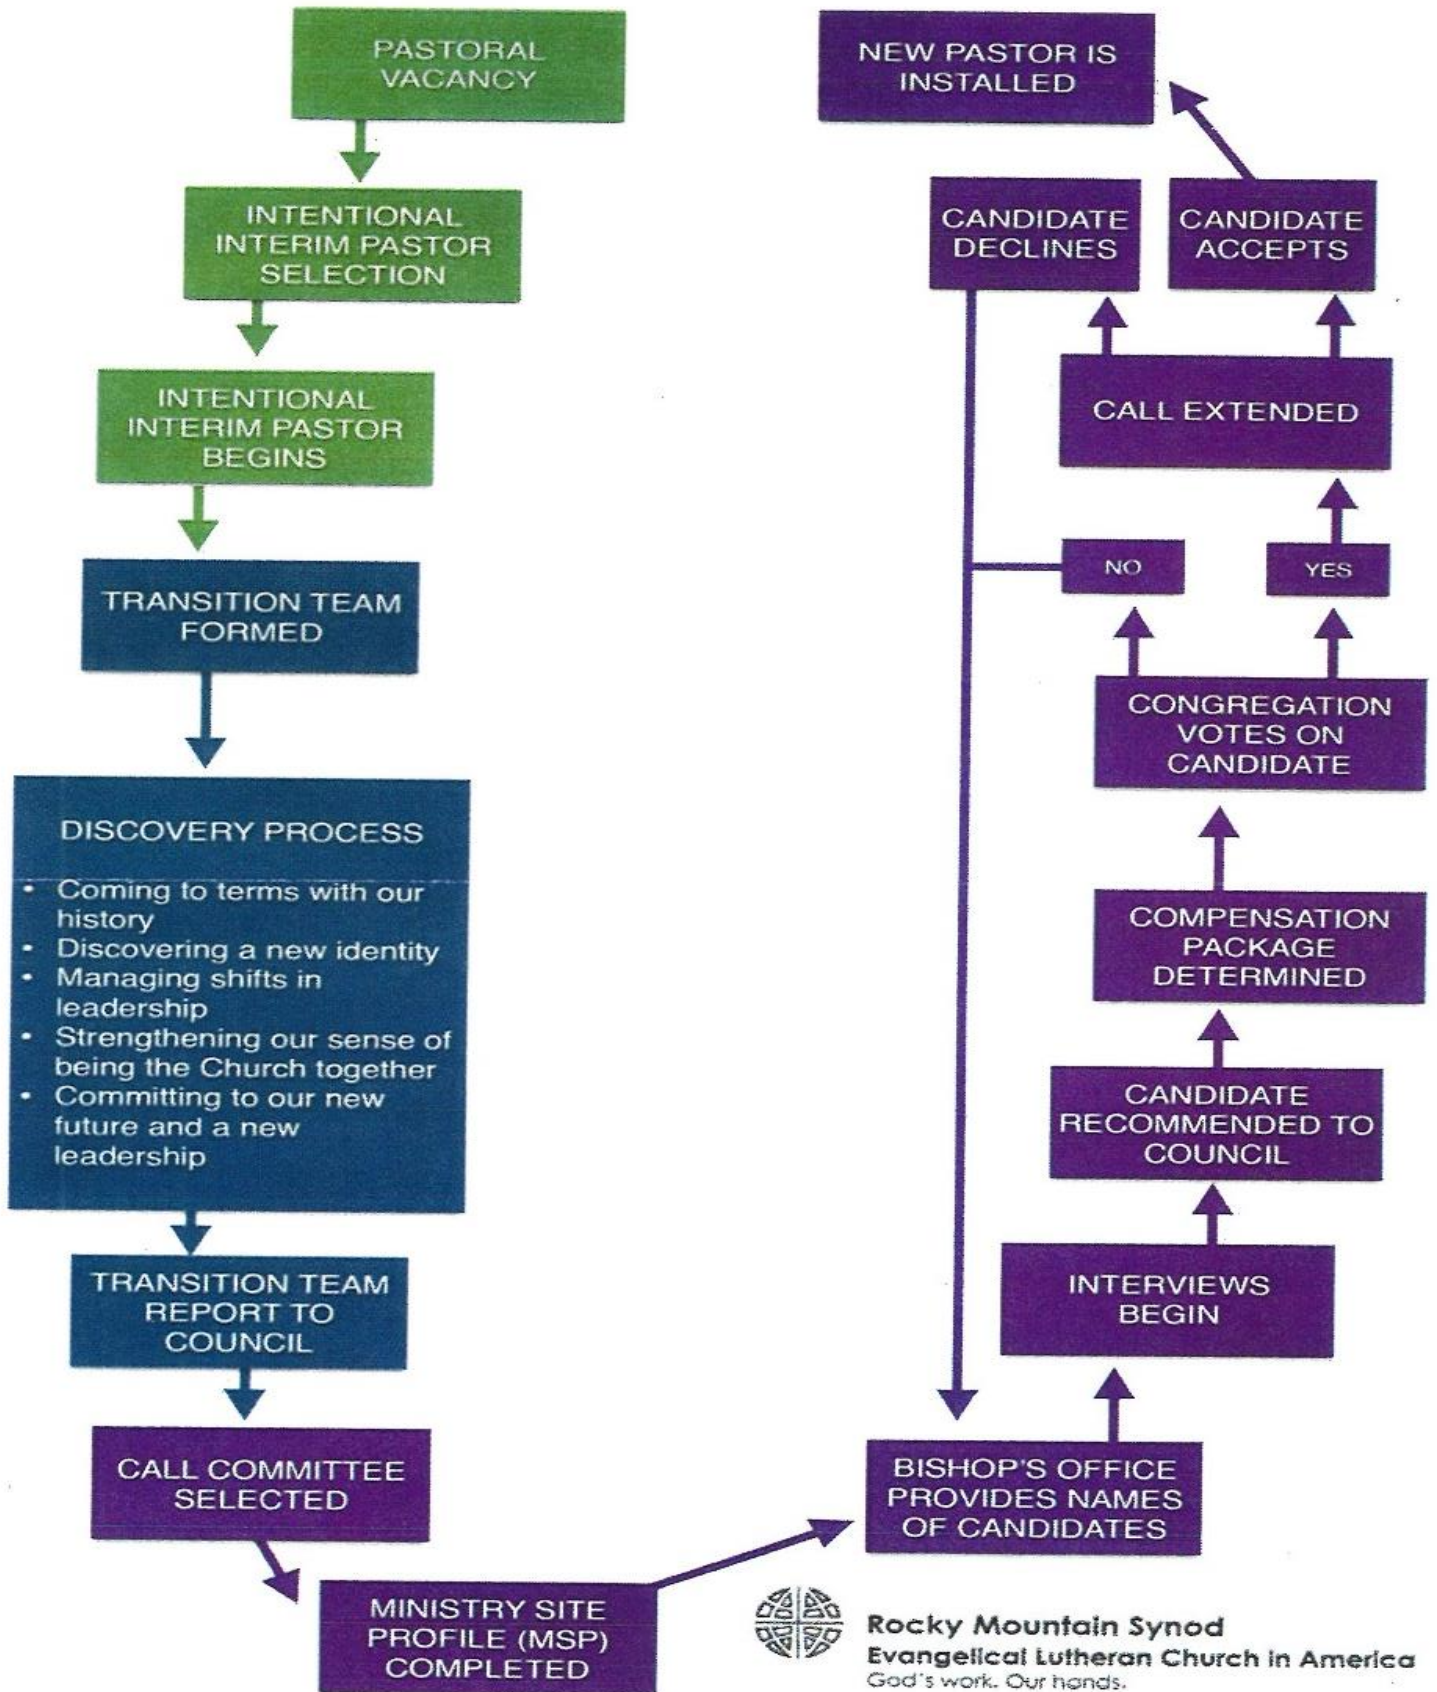 PASTORAL
VACANCY
INTENTIONAL
INTERIM PASTOR
SELECTION
INTENTIONAL
INTERIM PASTOR
BEGINS
TRANSITION TEAM
FORMED
DISCOVERY PROCESS
• Coming to terms with our
history
• Discovering a new identity
• Managing shifts in
leadership
• Strengthening our sense of
being the Church together
• Committing to our new
future and a new
leadership
TRANSITION TEAM
REPORT TO
COUNCIL
CALL COMMITTEE
SELECTED
MINISTRY SITE
PROFILE (MSP)
COMPLETED
BISHOP'S OFFICE
PROVIDES NAMES
OF CANDIDATES
INTERVIEWS
BEGIN
CANDIDATE
RECOMMENDED TO
COUNCIL
COMPENSATION
PACKAGE
DETERMINED
CONGREGATION
VOTES ON
CANDIDATE
NO
YES
CALL EXTENDED
CANDIDATE
DECLINES
CANDIDATE
ACCEPTS
NEW PASTOR IS
INSTALLED
Rocky Mountain Synod
Evangelical Lutheran Church in America
God's work. Our hands.